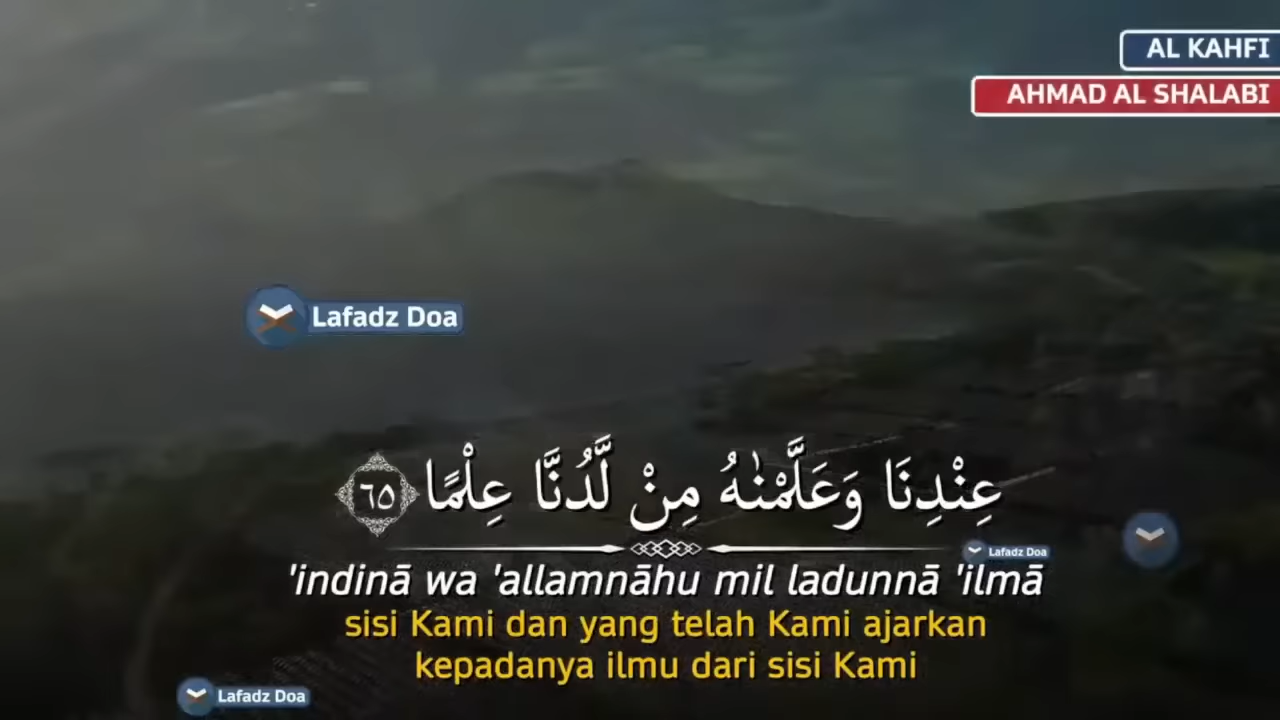 AL KAHFI
AHMAD AL SHALABI
Lafadz Doa
عِنْدِنَا وَعَلَّمْنٰهُ مِنْ لَّدُنَّا عِلْمًا ٦٥
Lafadz Doa
'indinā wa 'allamnāhu mil ladunnā 'ilmā
sisi Kami dan yang telah Kami ajarkan
kepadanya ilmu dari sisi Kami
Lafadz Doa